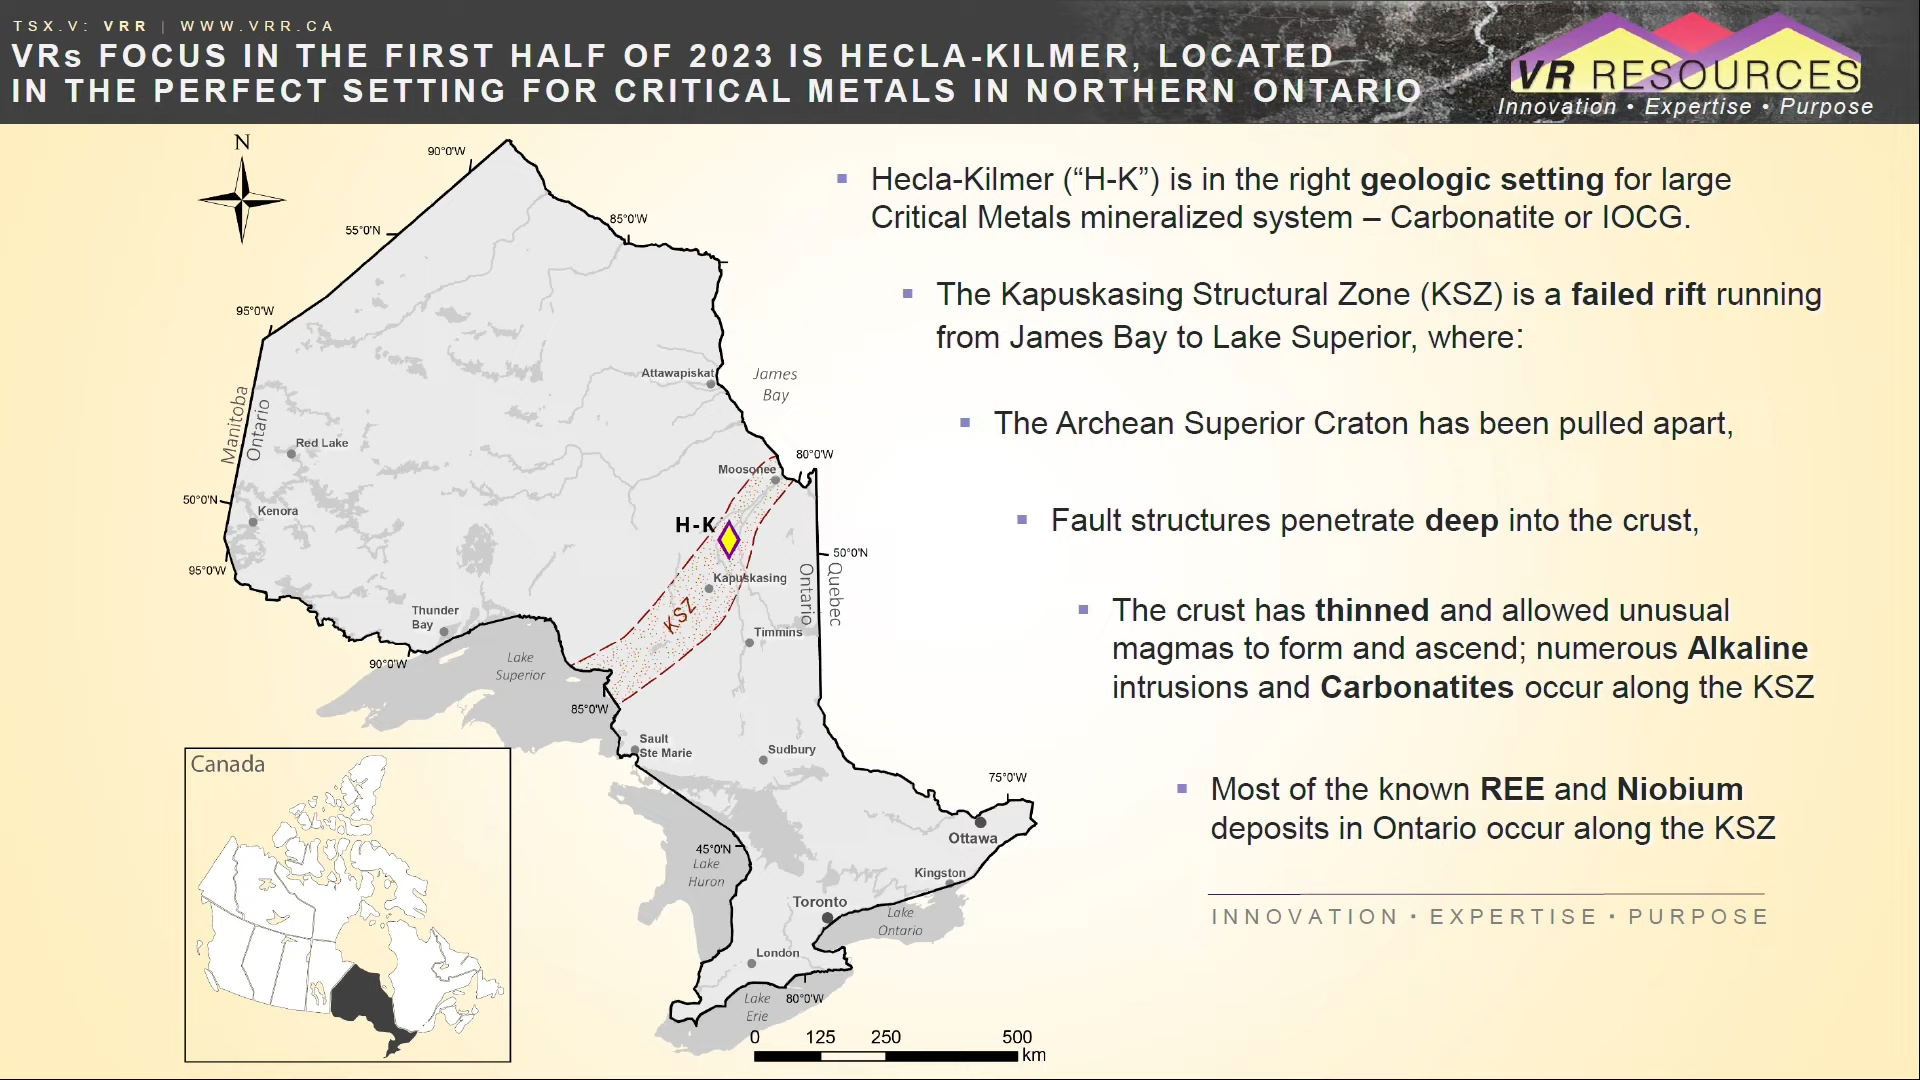 TSX.V: VRR | WWW.VRR.CA
VRs FOCUS IN THE FIRST HALF OF 2023 IS HECLA-KILMER, LOCATED
IN THE PERFECT SETTING FOR CRITICAL METALS IN NORTHERN ONTARIO
VR RESOURCES
Innovation • Expertise • Purpose
▪ Hecla-Kilmer (“H-K”) is in the right geologic setting for large
Critical Metals mineralized system – Carbonatite or IOCG.
▪ The Kapuskasing Structural Zone (KSZ) is a failed rift running
from James Bay to Lake Superior, where:
▪ The Archean Superior Craton has been pulled apart,
▪ Fault structures penetrate deep into the crust,
▪ The crust has thinned and allowed unusual
magmas to form and ascend; numerous Alkaline
intrusions and Carbonatites occur along the KSZ
▪ Most of the known REE and Niobium
deposits in Ontario occur along the KSZ
INNOVATION • EXPERTISE • PURPOSE
N
90°0'W
85°0'W
55°0'N
95°0'W
Attawapiskat
James
Bay
Manitoba
Ontario
Red Lake
80°0'W
Moosonee
50°0'N
Kenora
H-K
50°0'N
95°0'W
Kapuskasing
Ontario
Quebec
KSZ
Thunder
Bay
Timmins
90°0'W
Lake
Superior
85°0'W
Sault
Ste Marie
Sudbury
Canada
75°0'W
Ottawa
45°0'N
Lake
Huron
Kingston
Toronto
Lake
Ontario
London
Lake
Erie
80°0'W
0 125 250 500
km